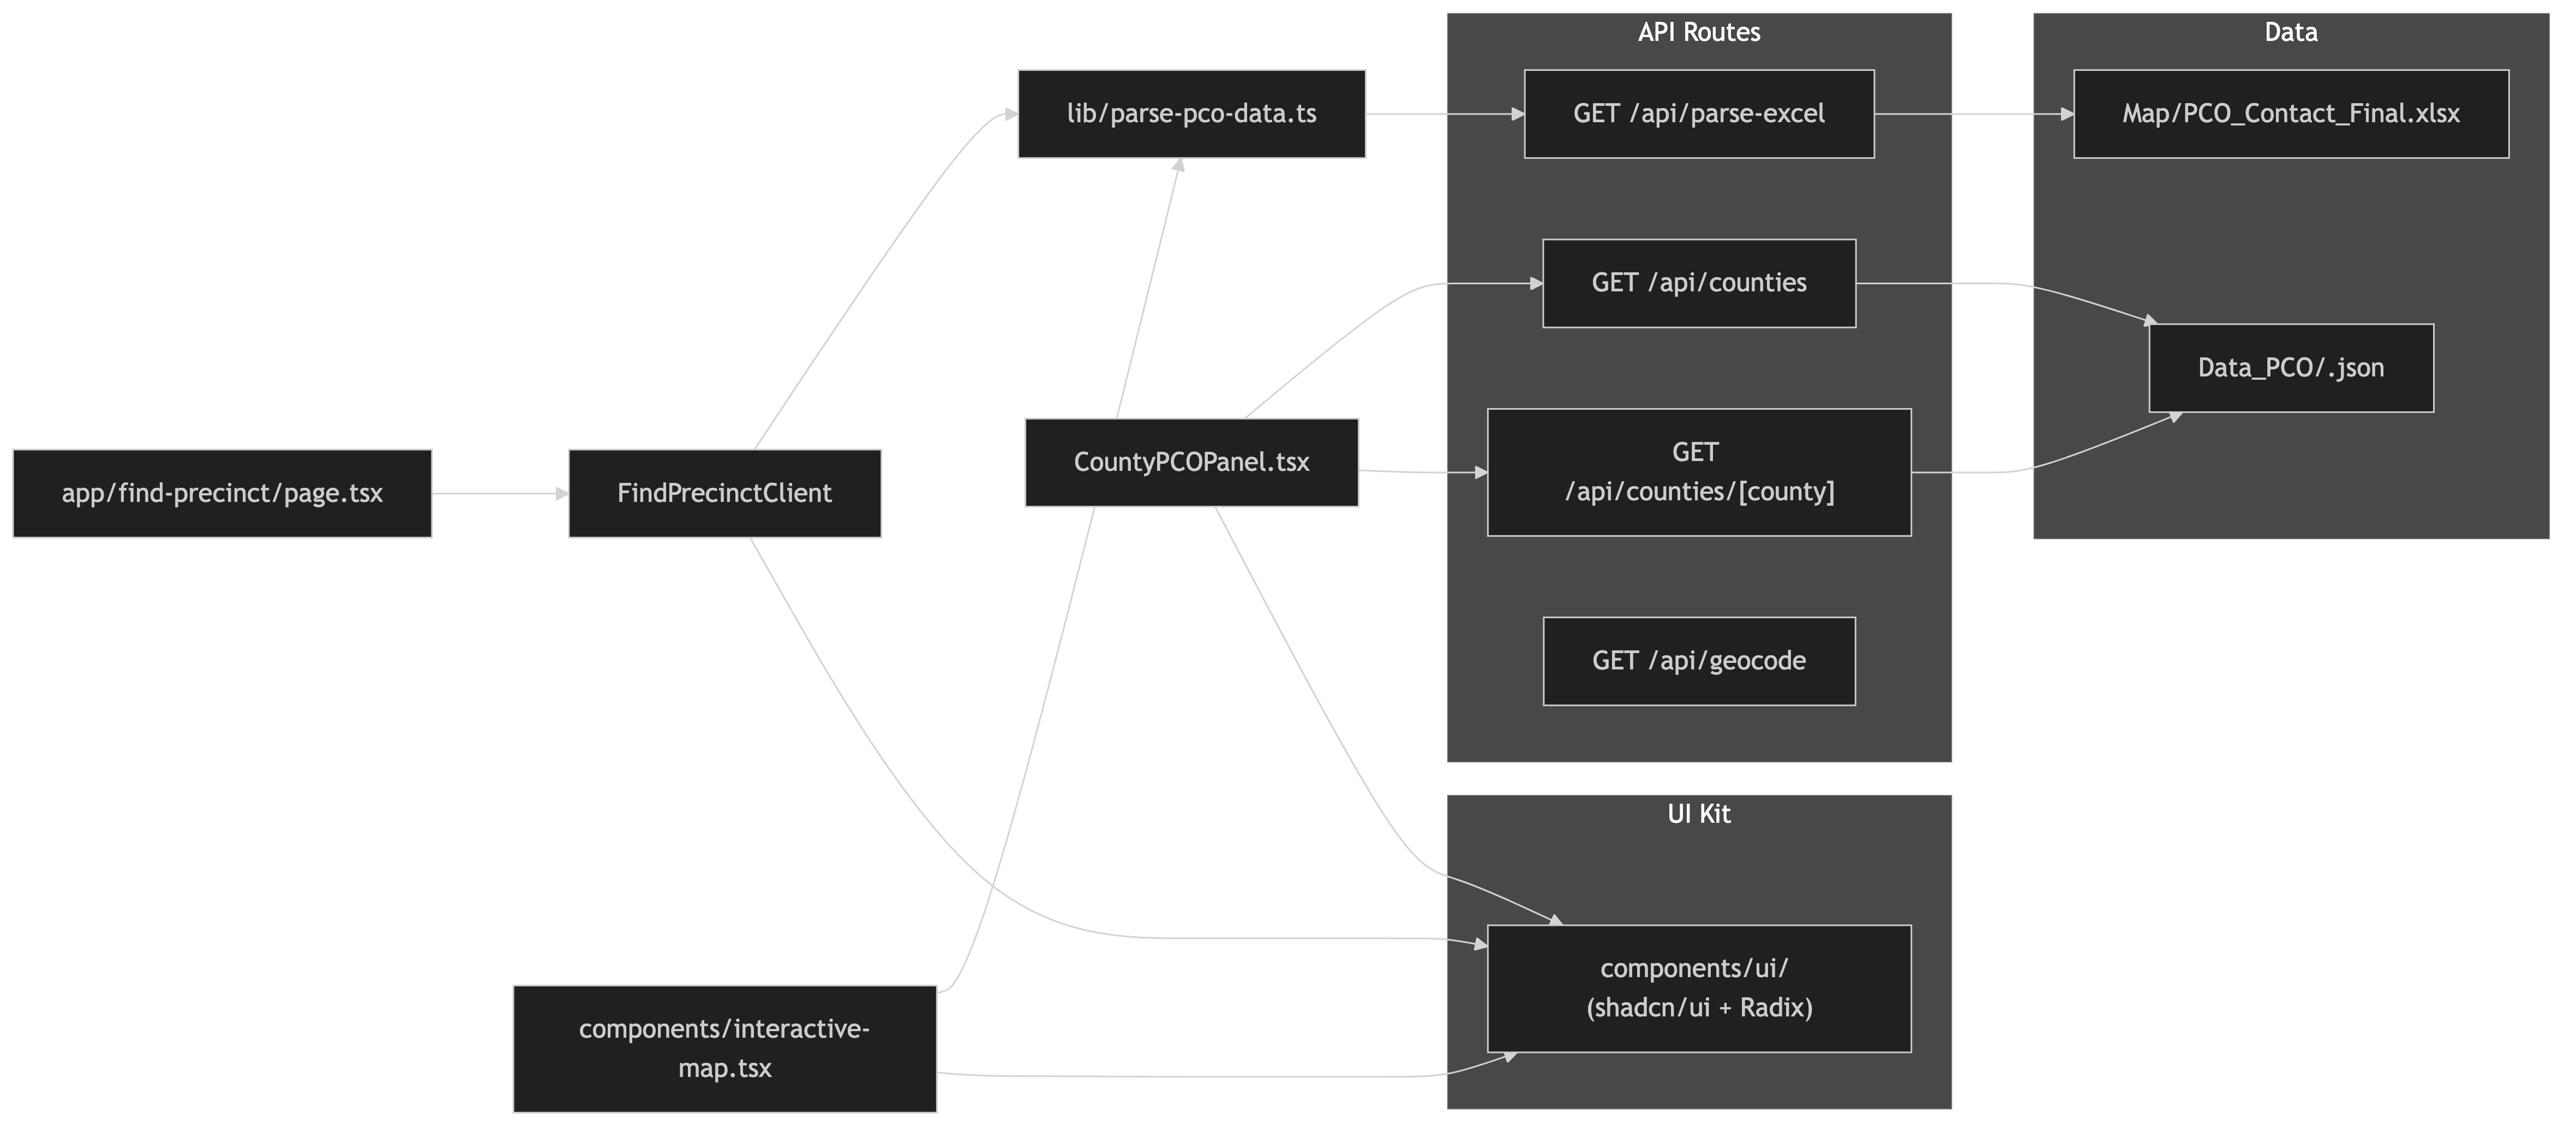 API Routes
Data
lib/parse-pco-data.ts
GET /api/parse-excel
Map/PCO_Contact_Final.xlsx
GET /api/counties
Data_PCO/.json
CountyPCOPanel.tsx
GET
/api/counties/[county]
app/find-precinct/page.tsx
FindPrecinctClient
GET /api/geocode
UI Kit
components/ui/
(shadcn/ui + Radix)
components/interactive-
map.tsx